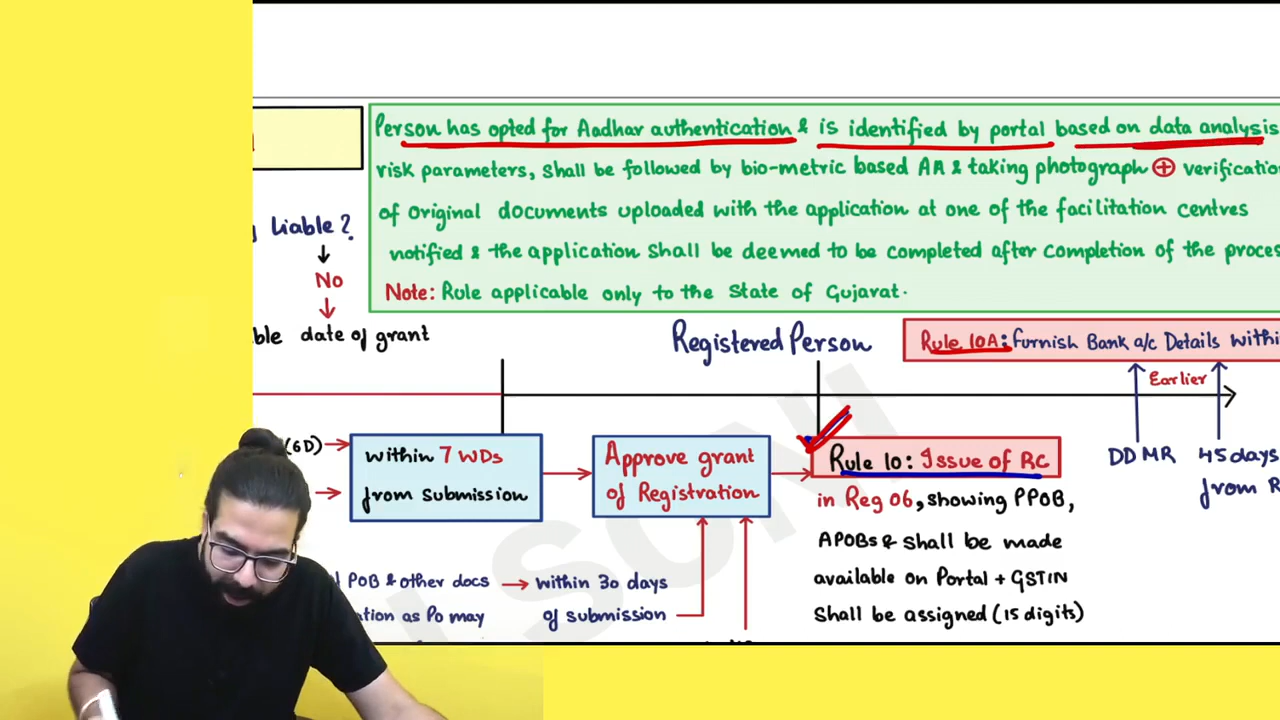 Person has opted for Aadhar authentication & is identified by portal based on data analysis
risk parameters, shall be followed by bio-metric based AA & taking photograph ⊕ verification
of original documents uploaded with the application at one of the facilitation centres
notified & the application shall be deemed to be completed after completion of the process
Note: Rule applicable only to the State of Gujarat.
liable?
No
date of grant
Registered Person
Rule 10A: Furnish Bank a/c Details within
Earlier
(6D)
within 7 WDs
from submission
Approve grant
of Registration
Rule 10: Issue of RC
in Reg 06, showing PPOB,
APOBs & shall be made
available on Portal + GSTIN
shall be assigned (15 digits)
DDMR
45 days
from R
POB & other docs → within 30 days
of submission
as Po may
SONI